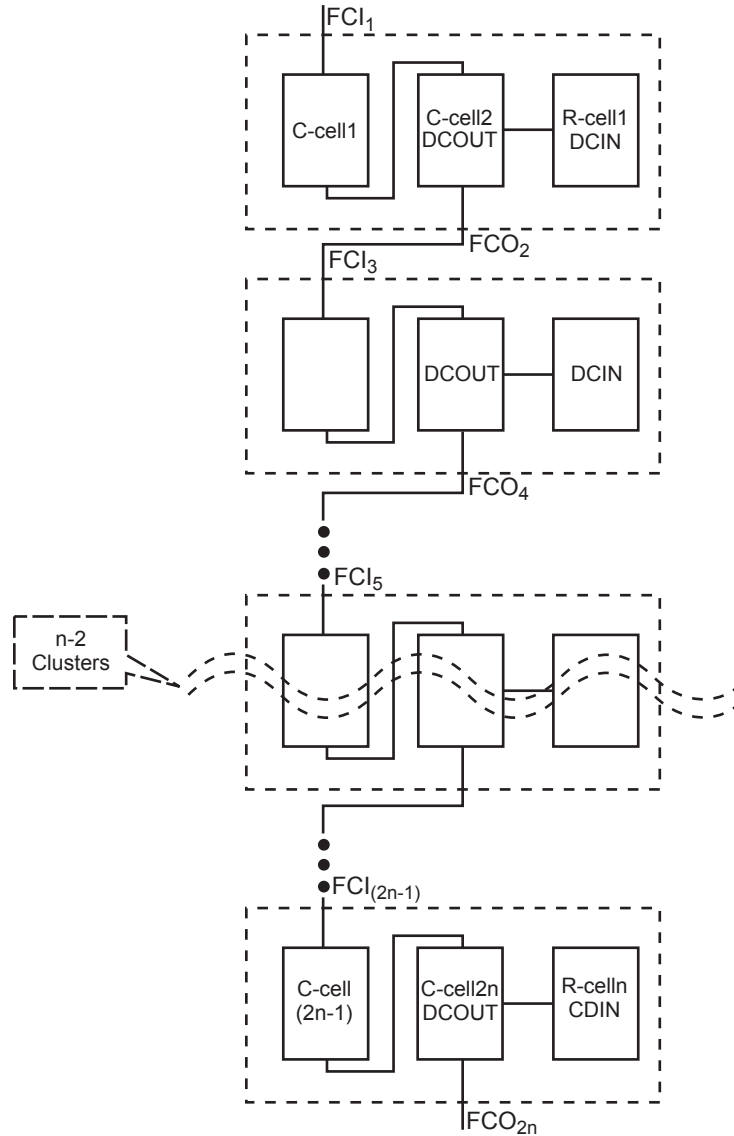 FCI1
C-cell1
C-cell2
DCOUT
R-cell1
DCIN
FCO2
FCI3
DCOUT
DCIN
FCO4
FCI5
n-2
Clusters
FCI(2n-1)
C-cell
(2n-1)
C-cell2n
DCOUT
R-celln
CDIN
FCO2n